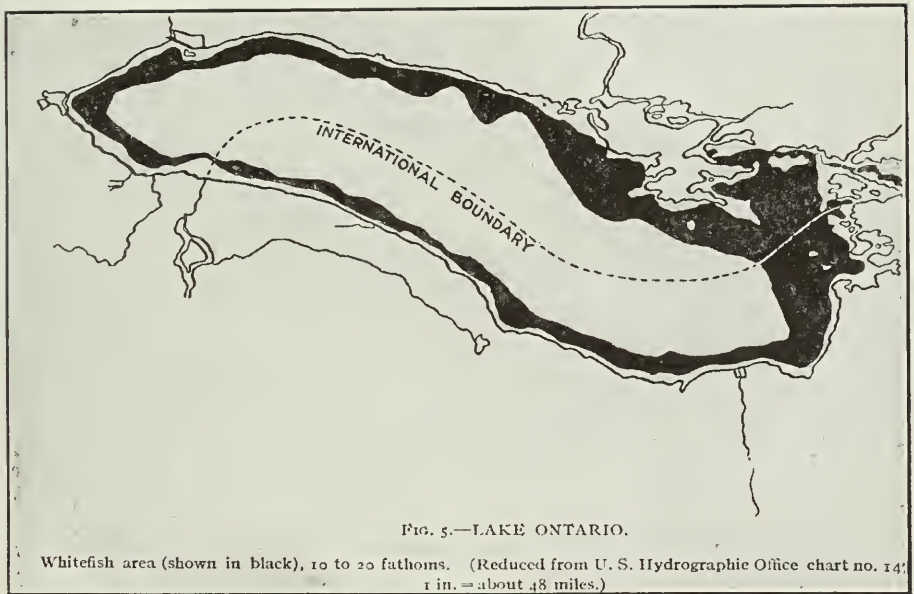 INTERNATIONAL BOUNDARY
FIG. 5.—LAKE ONTARIO.
Whitefish area (shown in black), 10 to 20 fathoms. (Reduced from U. S. Hydrographic Office chart no. 14
1 in. = about 48 miles.)